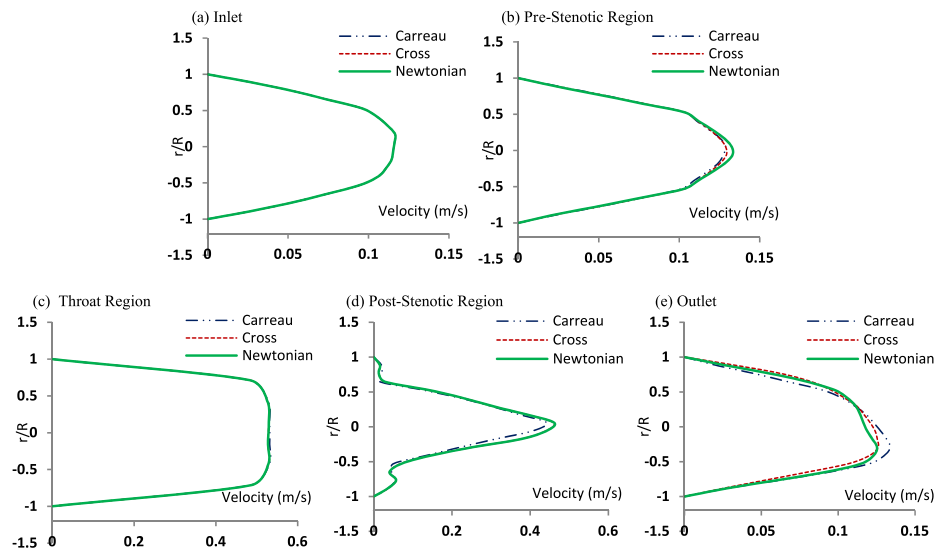 (a) Inlet
Carreau
Cross
Newtonian
1.5
1
0.5
0
-0.5
-1
-1.5
r/R
Velocity (m/s)
0 0.05 0.1 0.15
(b) Pre-Stenotic Region
Carreau
Cross
Newtonian
1.5
1
0.5
0
-0.5
-1
-1.5
r/R
Velocity (m/s)
0 0.05 0.1 0.15
(c) Throat Region
Carreau
Cross
Newtonian
1.5
1
0.5
0
-0.5
-1
-1.5
r/R
Velocity (m/s)
0 0.2 0.4 0.6
(d) Post-Stenotic Region
Carreau
Cross
Newtonian
1.5
1
0.5
0
-0.5
-1
-1.5
r/R
Velocity (m/s)
0 0.2 0.4 0.6
(e) Outlet
Carreau
Cross
Newtonian
1.5
1
0.5
0
-0.5
-1
-1.5
r/R
Velocity (m/s)
0 0.05 0.1 0.15